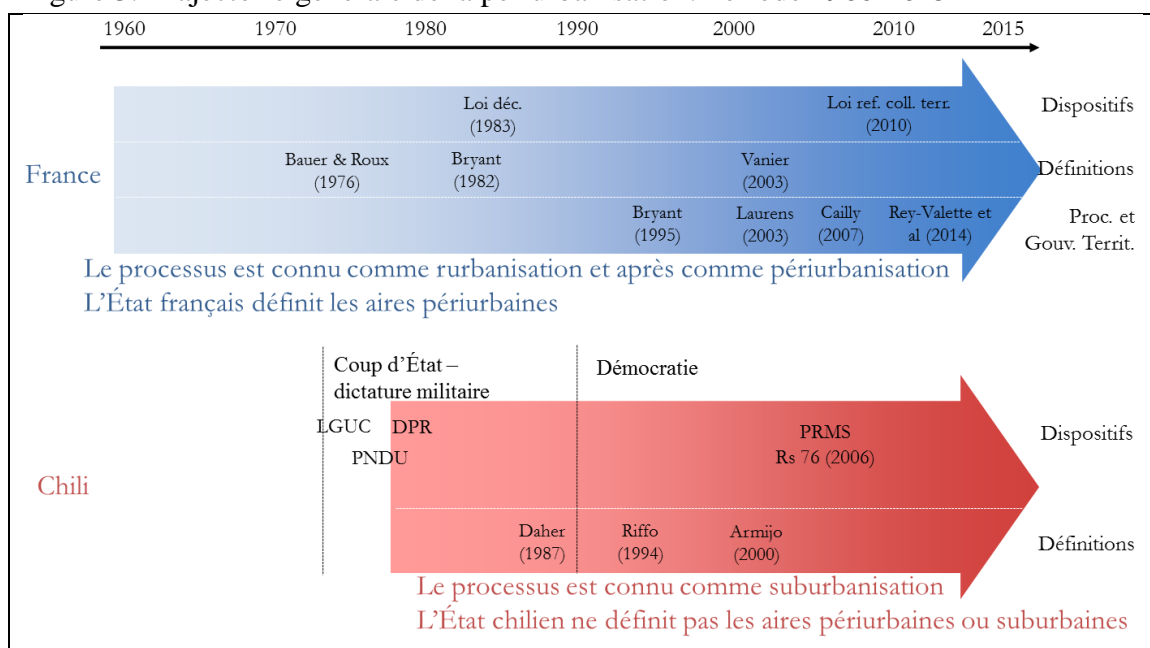 1960 1970 1980 1990 2000 2010 2015
Loi déc.
(1983)
Loi ref. coll. terr.
(2010)
Dispositifs
France
Bauer & Roux
(1976)
Bryant
(1982)
Vanier
(2003)
Définitions
Bryant
(1995)
Laurens
(2003)
Cailly
(2007)
Rey-Valette et
al (2014)
Proc. et
Gouv. Territ.
Le processus est connu comme rurbanisation et après comme périurbanisation
L'État français définit les aires périurbaines
Coup d'État –
dictature militaire
Démocratie
LGUC DPR
PNDU
PRMS
Rs 76 (2006)
Dispositifs
Chili
Daher
(1987)
Riffo
(1994)
Armijo
(2000)
Définitions
Le processus est connu comme suburbanisation
L'État chilien ne définit pas les aires périurbaines ou suburbaines